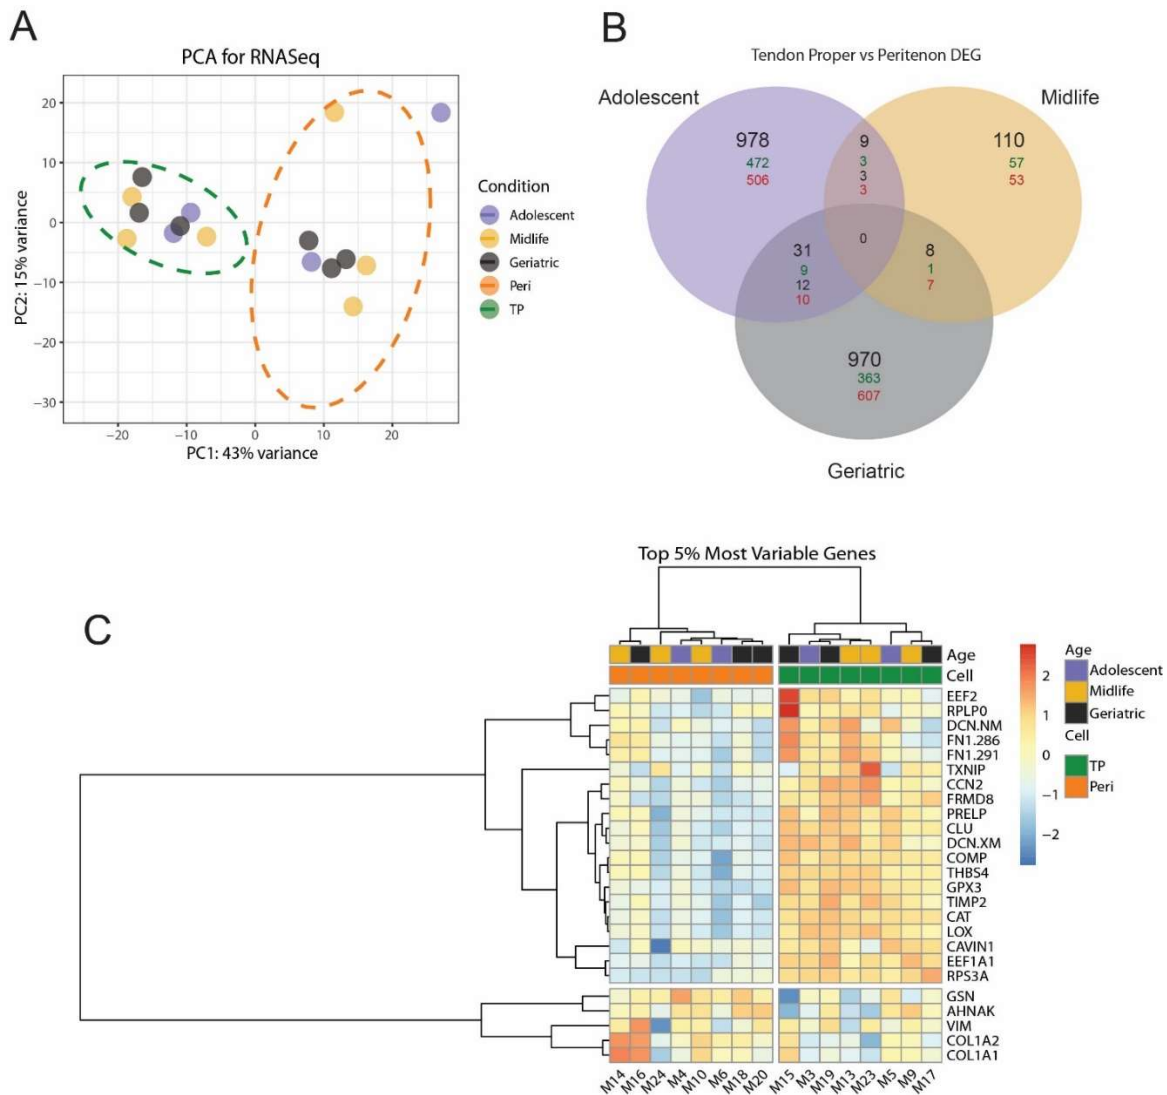 A
PCA for RNASeq
20
10
0
−10
−20
−30
−20
−10
0
10
20
PC2: 15% variance
PC1: 43% variance
Condition
Adolescent
Midlife
Geriatric
Peri
TP
B
Tendon Proper vs Peritenon DEG
Adolescent
Midlife
978
472
506
9
3
3
3
110
57
53
0
31
9
12
10
8
1
7
970
363
607
Geriatric
C
Top 5% Most Variable Genes
Age
Cell
EEF2
RPLP0
DCN.NM
FN1.286
FN1.291
TXNIP
CCN2
FRMD8
PRELP
CLU
DCN.XM
COMP
THBS4
GPX3
TIMP2
CAT
LOX
CAVIN1
EEF1A1
RPS3A
GSN
AHNAK
VIM
COL1A2
COL1A1
M14
M16
M24
M4
M10
M6
M18
M20
M15
M3
M19
M13
M23
M5
M9
M17
2
1
0
−1
−2
Age
Adolescent
Midlife
Geriatric
Cell
TP
Peri